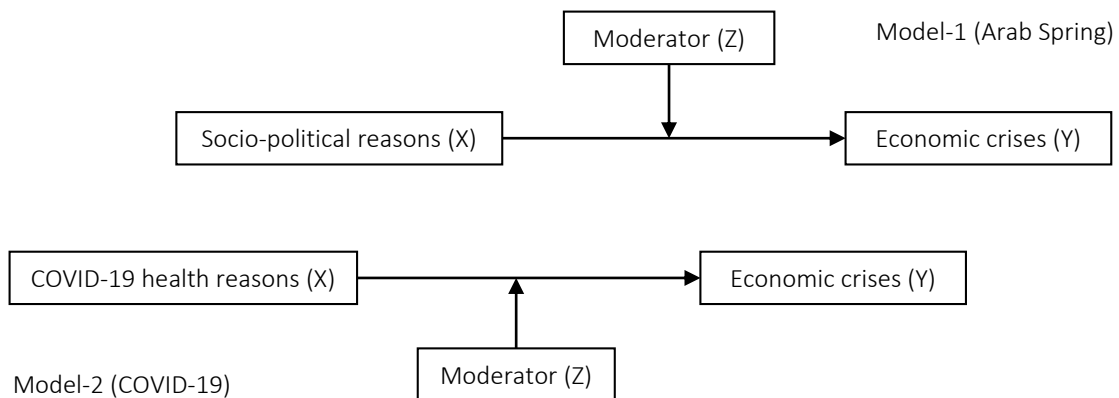 Moderator (Z)
Model-1 (Arab Spring)
Socio-political reasons (X)
Economic crises (Y)
COVID-19 health reasons (X)
Economic crises (Y)
Moderator (Z)
Model-2 (COVID-19)